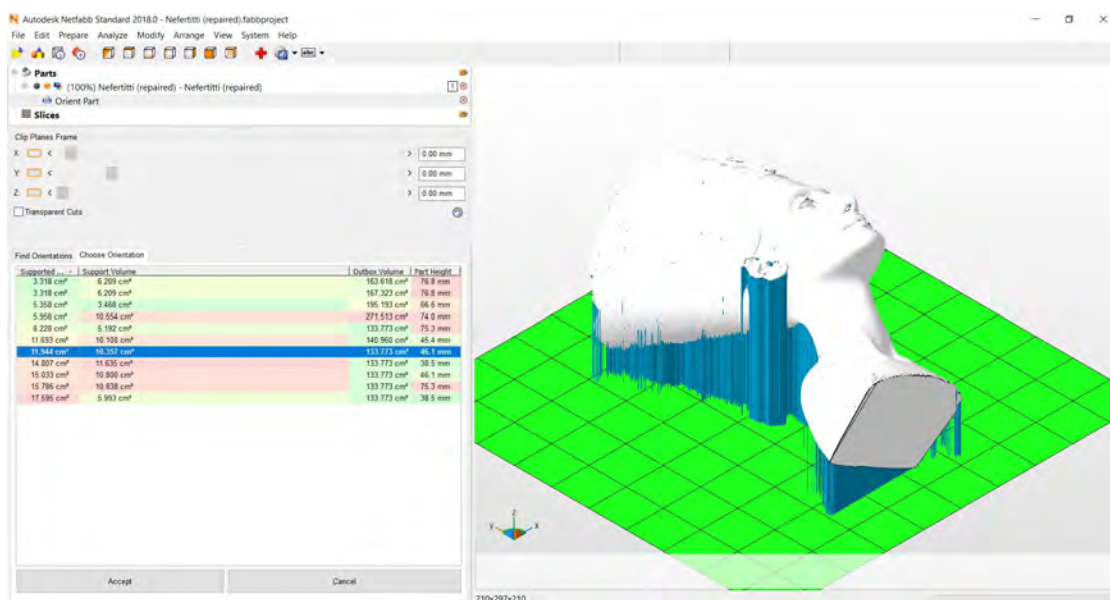 Autodesk Netfabb Standard 2018.0 - Nefertitti (repaired).fabbproject
File Edit Prepare Analyze Modify Arrange View System Help
abc
Parts
(100%) Nefertitti (repaired) - Nefertitti (repaired) 1
Orient Part
Slices
Clip Planes Frame
X: < > 0.00 mm
Y: < > 0.00 mm
Z: < > 0.00 mm
Transparent Cuts
Find Orientations Choose Orientation
Supported ... Support Volume Outbox Volume Part Height
3.318 cm² 6.209 cm³ 163.618 cm³ 76.8 mm
3.318 cm² 6.209 cm³ 167.323 cm³ 76.8 mm
5.358 cm² 3.468 cm³ 195.193 cm³ 66.6 mm
5.958 cm² 10.554 cm³ 271.513 cm³ 74.0 mm
8.228 cm² 5.192 cm³ 133.773 cm³ 75.3 mm
11.693 cm² 10.108 cm³ 140.960 cm³ 45.4 mm
11.944 cm² 10.357 cm³ 133.773 cm³ 46.1 mm
14.807 cm² 11.635 cm³ 133.773 cm³ 38.5 mm
15.033 cm² 10.800 cm³ 133.773 cm³ 46.1 mm
15.786 cm² 10.838 cm³ 133.773 cm³ 75.3 mm
17.595 cm² 5.993 cm³ 133.773 cm³ 38.5 mm
Accept Cancel
Z
Y X
210×297×210